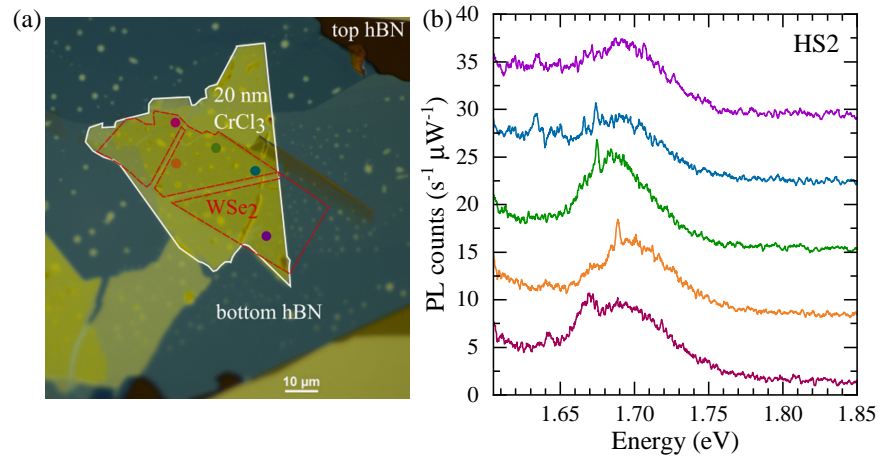 (a)
top hBN
20 nm
CrCl₃
WSe₂
bottom hBN
10 μm
(b)
HS2
PL counts (s⁻¹ μW⁻¹)
40
35
30
25
20
15
10
5
0
1.65
1.70
1.75
1.80
1.85
Energy (eV)